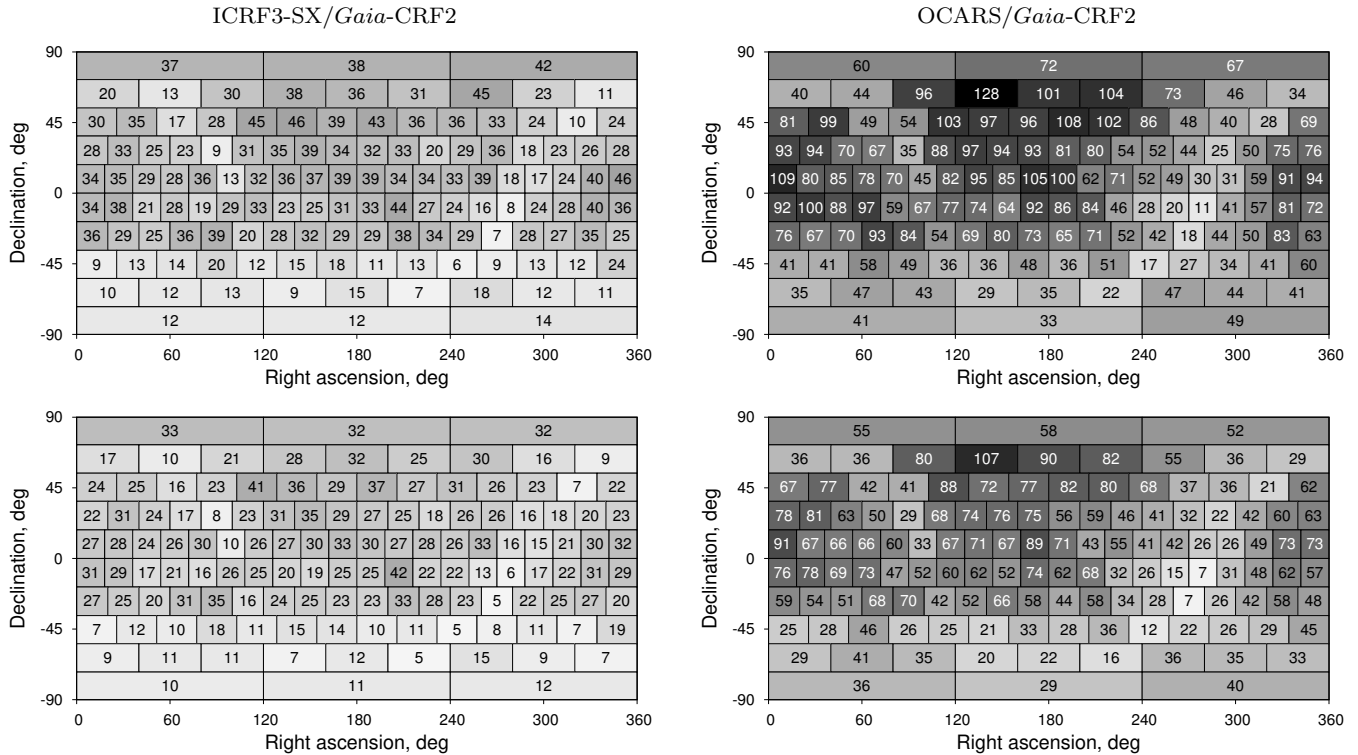 ICRF3-SX/Gaia-CRF2
90
37 38 42
20 13 30 38 36 31 45 23 11
45
30 35 17 28 45 46 39 43 36 36 33 24 10 24
28 33 25 23 9 31 35 39 34 32 33 20 29 36 18 23 26 28
34 35 29 28 36 13 32 36 37 39 39 34 34 33 39 18 17 24 40 46
0
34 38 21 28 19 29 33 23 25 31 33 44 27 24 16 8 24 28 40 36
36 29 25 36 39 20 28 32 29 29 38 34 29 7 28 27 35 25
9 13 14 20 12 15 18 11 13 6 9 13 12 24
-45
10 12 13 9 15 7 18 12 11
12 12 14
-90
0 60 120 180 240 300 360
Declination, deg
Right ascension, deg
OCARS/Gaia-CRF2
90
60 72 67
40 44 96 128 101 104 73 46 34
45
81 99 49 54 103 97 96 108 102 86 48 40 28 69
93 94 70 67 35 88 97 94 93 81 80 54 52 44 25 50 75 76
109 80 85 78 70 45 82 95 85 105 100 62 71 52 49 30 31 59 91 94
0
92 100 88 97 59 67 77 74 64 92 86 84 46 28 20 11 41 57 81 72
76 67 70 93 84 54 69 80 73 65 71 52 42 18 44 50 83 63
41 41 58 49 36 36 48 36 51 17 27 34 41 60
-45
35 47 43 29 35 22 47 44 41
41 33 49
-90
0 60 120 180 240 300 360
Declination, deg
Right ascension, deg
90
33 32 32
17 10 21 28 32 25 30 16 9
45
24 25 16 23 41 36 29 37 27 31 26 23 7 22
22 31 24 17 8 23 31 35 29 27 25 18 26 28 16 18 20 23
27 28 24 26 30 10 26 27 30 33 30 27 28 26 33 16 15 21 30 32
0
31 29 17 21 16 26 25 20 19 25 25 42 22 22 13 6 17 22 31 29
27 25 20 31 35 16 24 25 23 23 33 28 23 5 22 25 27 20
7 12 10 18 11 15 14 10 11 5 8 11 7 19
-45
9 11 11 7 12 5 15 9 7
10 11 12
-90
0 60 120 180 240 300 360
Declination, deg
Right ascension, deg
90
55 58 52
36 36 80 107 90 82 55 36 29
45
67 77 42 41 88 72 77 82 80 68 37 36 21 62
78 81 63 50 29 68 74 76 75 56 59 46 41 32 22 42 60 63
91 67 66 66 60 33 67 71 67 89 71 43 55 41 42 26 26 49 73 73
0
76 78 69 73 47 52 60 62 52 74 62 68 32 26 15 7 31 48 62 57
59 54 51 68 70 42 52 66 58 44 58 34 28 7 26 42 58 48
25 28 46 26 25 21 33 28 36 12 22 26 29 45
-45
29 41 35 20 22 16 36 35 33
36 29 40
-90
0 60 120 180 240 300 360
Declination, deg
Right ascension, deg